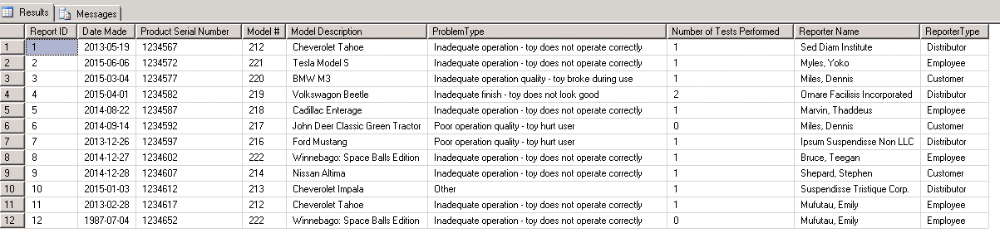 Results Messages
Report ID Date Made Product Serial Number Model # Model Description ProblemType Number of Tests Performed Reporter Name ReporterType
1 1 2013-05-19 1234567 212 Cheverolet Tahoe Inadequate operation - toy does not operate correctly 1 Sed Diam Institute Distributor
2 2 2015-06-06 1234572 221 Tesla Model S Inadequate operation - toy does not operate correctly 1 Myles, Yoko Employee
3 3 2015-03-04 1234577 220 BMW M3 Inadequate operation quality - toy broke during use 1 Miles, Dennis Customer
4 4 2015-04-01 1234582 219 Volkswagon Beetle Inadequate finish - toy does not look good 2 Ornare Facilisis Incorporated Distributor
5 5 2014-08-22 1234587 218 Cadillac Enterage Inadequate operation - toy does not operate correctly 1 Marvin, Thaddeus Employee
6 6 2014-09-14 1234592 217 John Deer Classic Green Tractor Poor operation quality - toy hurt user 0 Miles, Dennis Customer
7 7 2013-12-26 1234597 216 Ford Mustang Poor operation quality - toy hurt user 1 Ipsum Suspendisse Non LLC Distributor
8 8 2014-12-27 1234602 222 Winnebago: Space Balls Edition Inadequate operation - toy does not operate correctly 1 Bruce, Teegan Employee
9 9 2014-12-28 1234607 214 Nissan Altima Inadequate operation - toy does not operate correctly 1 Shepard, Stephen Customer
10 10 2015-01-03 1234612 213 Cheverolet Impala Other 1 Suspendisse Tristique Corp. Distributor
11 11 2013-02-28 1234617 212 Cheverolet Tahoe Inadequate operation - toy does not operate correctly 1 Mufutau, Emily Employee
12 12 1987-07-04 1234652 222 Winnebago: Space Balls Edition Inadequate operation - toy does not operate correctly 0 Mufutau, Emily Employee